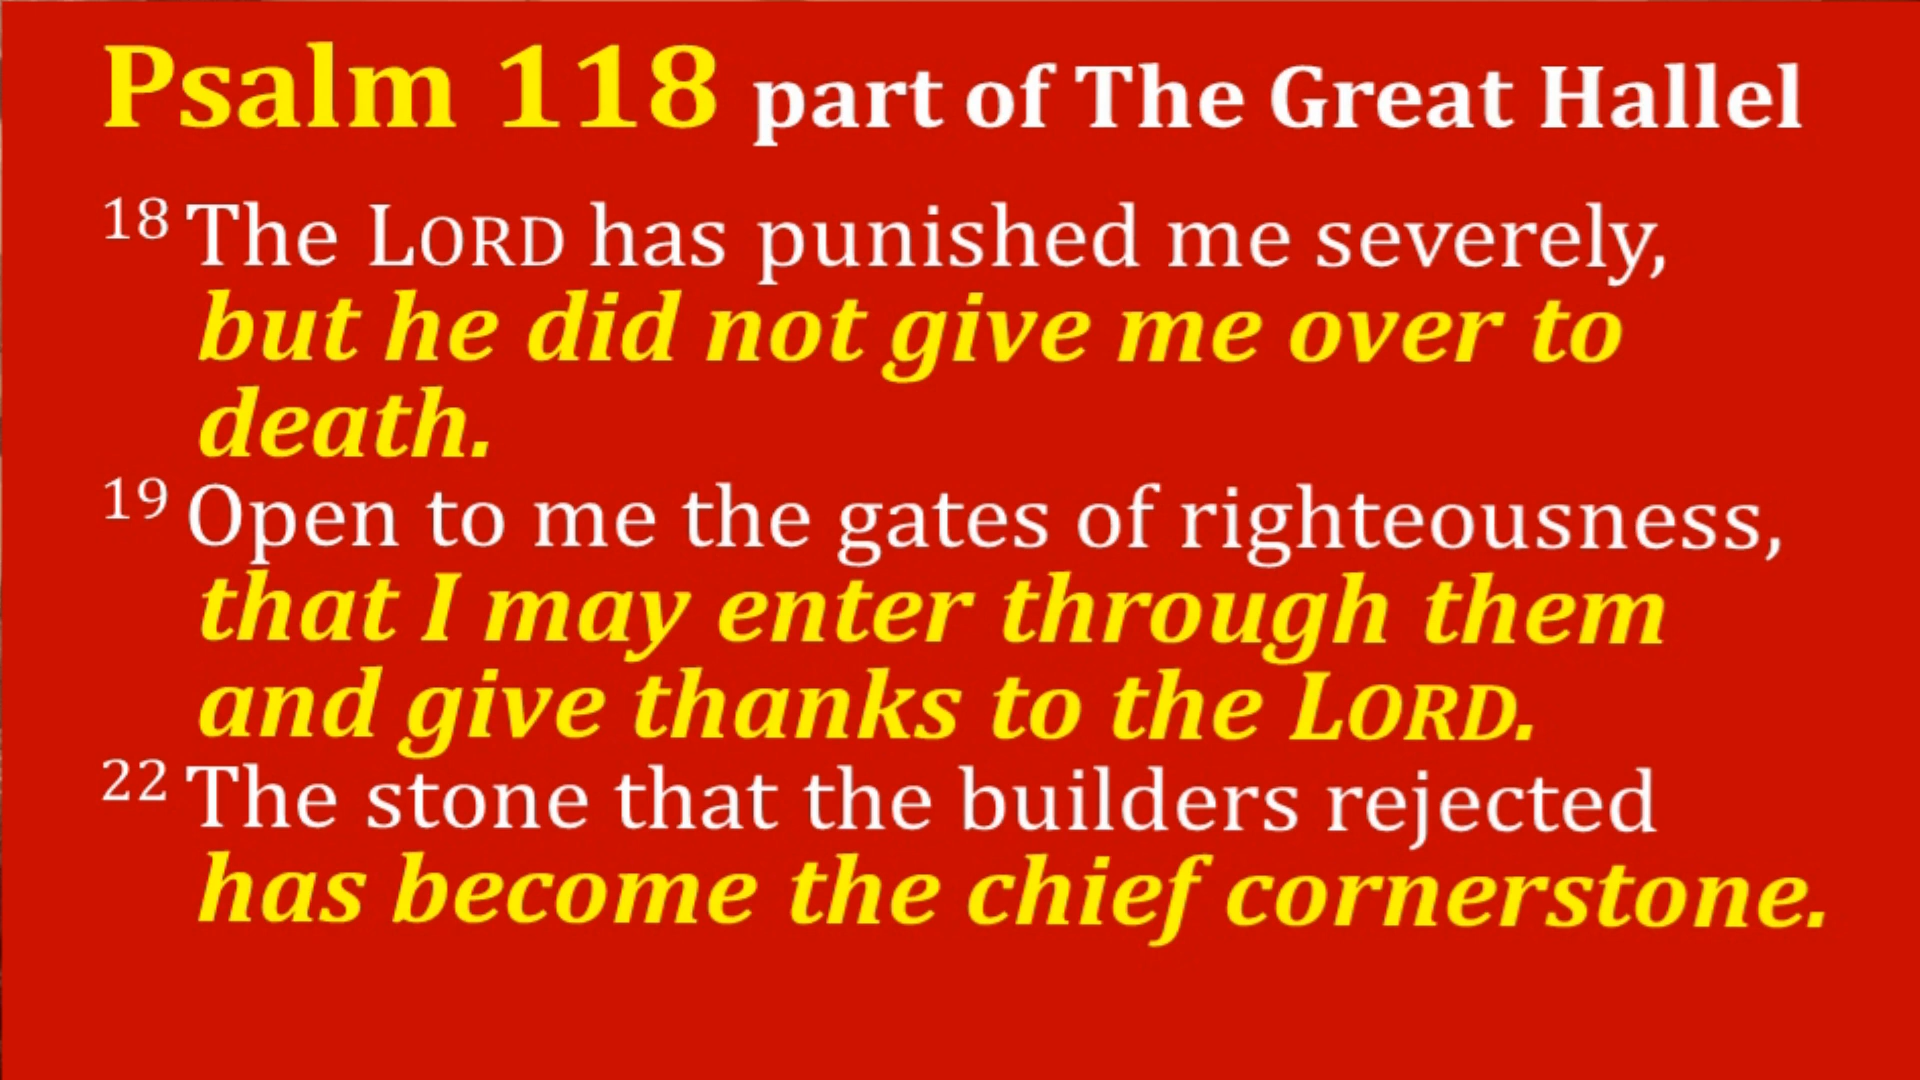 Psalm 118 part of The Great Hallel
18 The LORD has punished me severely,
but he did not give me over to
death.
19 Open to me the gates of righteousness,
that I may enter through them
and give thanks to the LORD.
22 The stone that the builders rejected
has become the chief cornerstone.